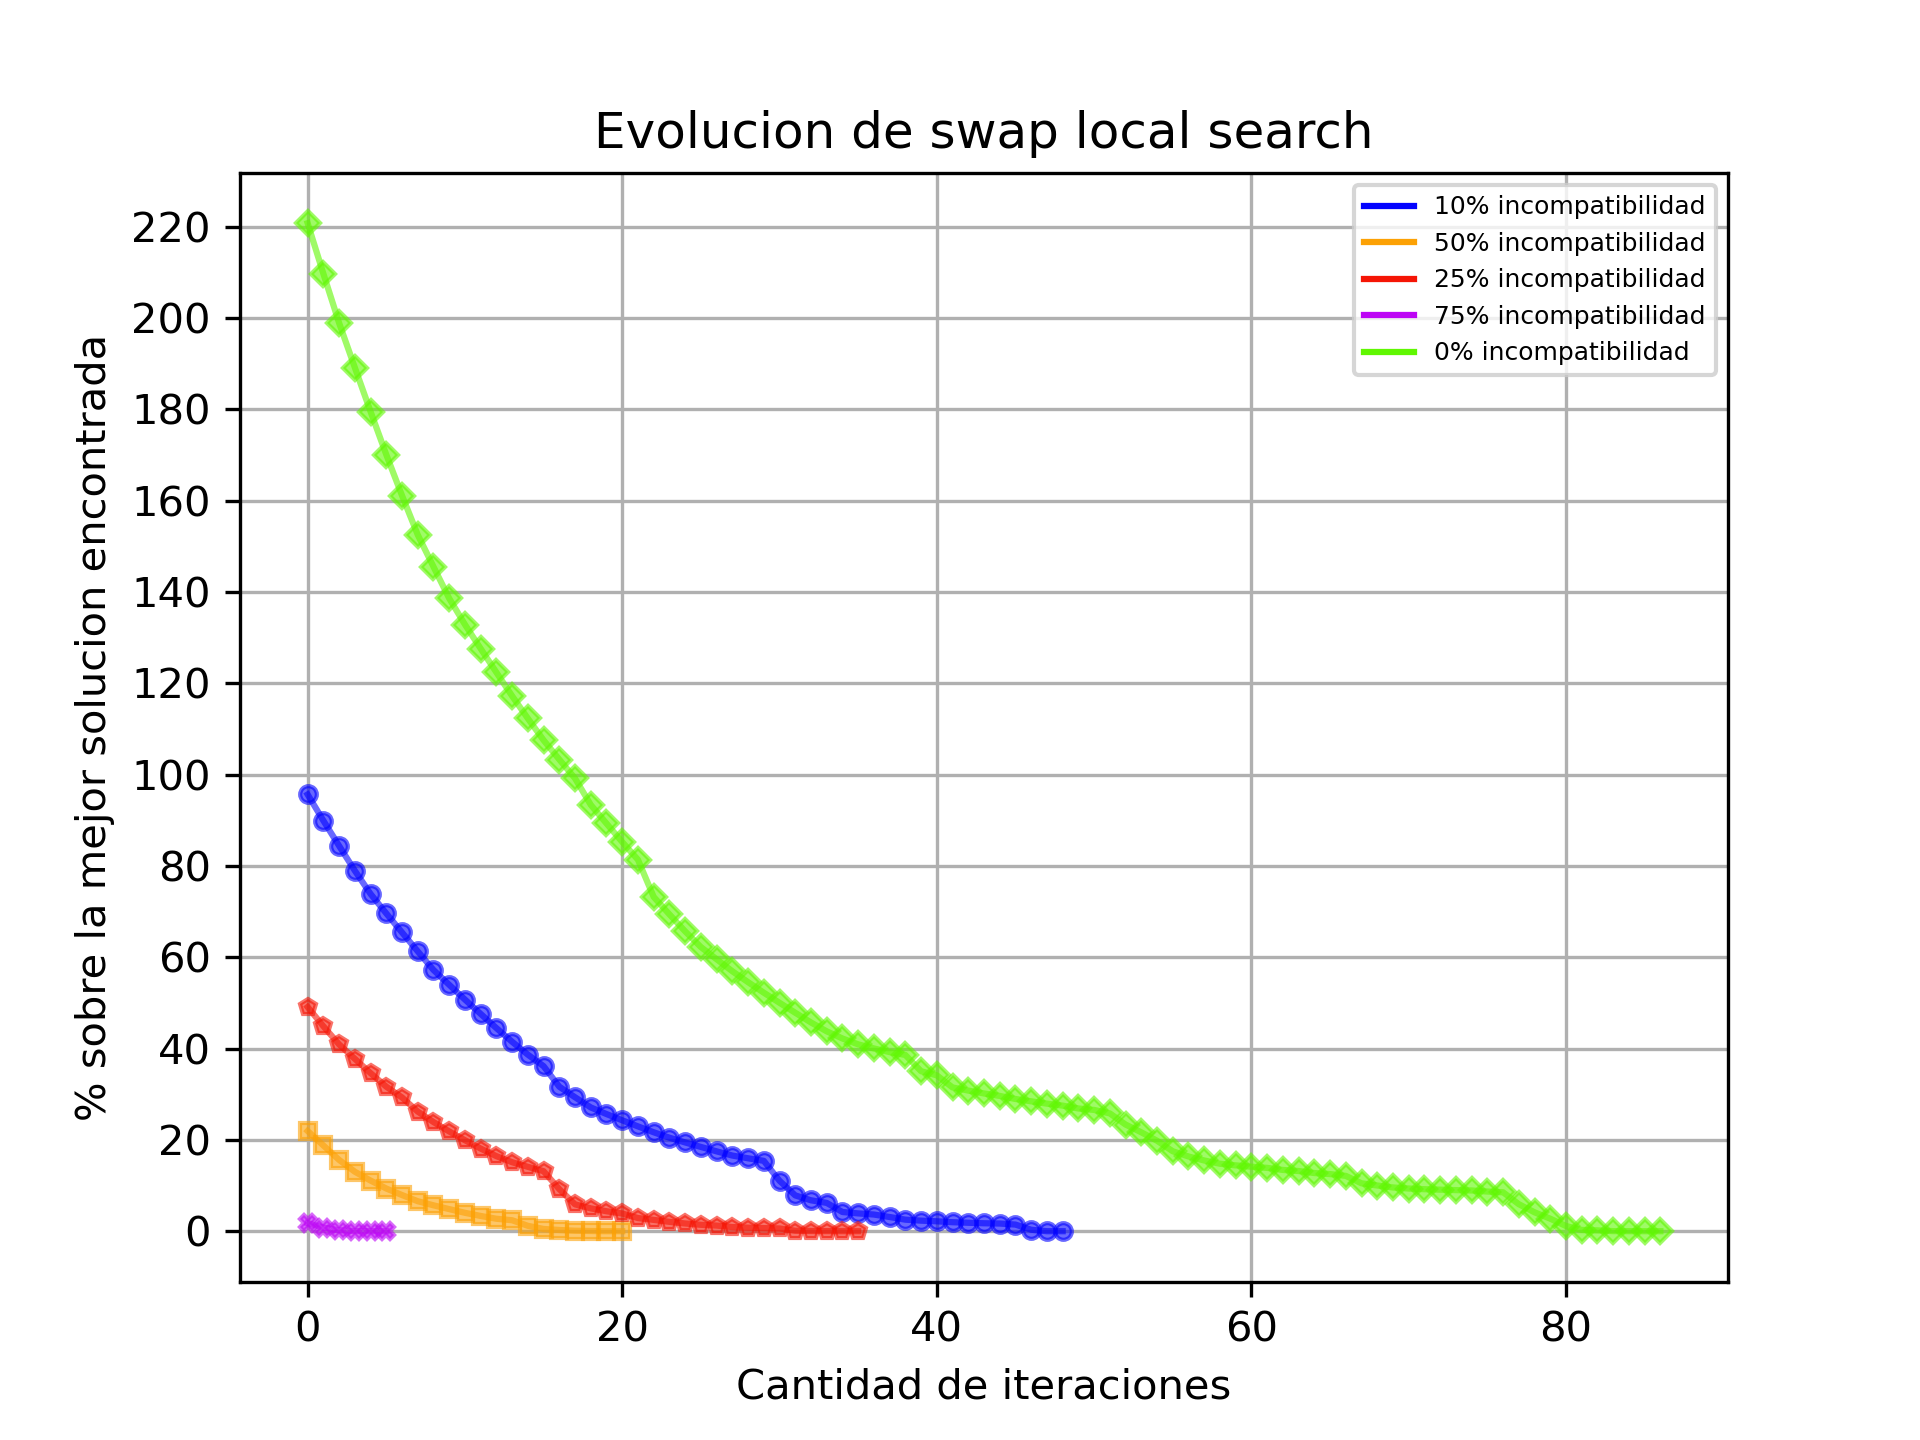 Evolucion de swap local search
% sobre la mejor solucion encontrada
220
200
180
160
140
120
100
80
60
40
20
0
10% incompatibilidad
50% incompatibilidad
25% incompatibilidad
75% incompatibilidad
0% incompatibilidad
0 20 40 60 80
Cantidad de iteraciones